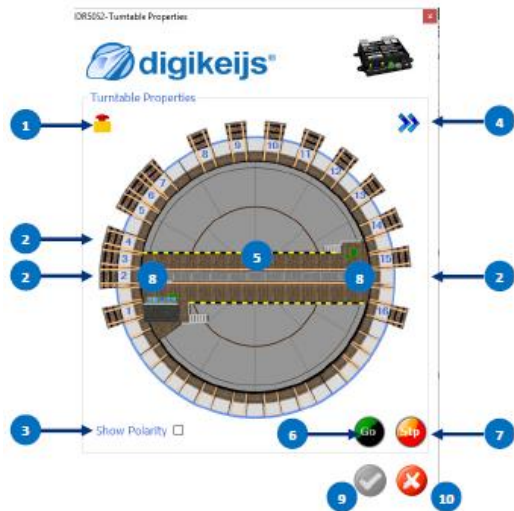 DR5052-Turntable Properties
x
digikeijs®
Turntable Properties
1
4
8 9 10 11
7 12
6 13
5 14
2
4
3 15
2 2 8 5 8 2
1 16
3 Show Polarity 6 Go Stp 7
9 10